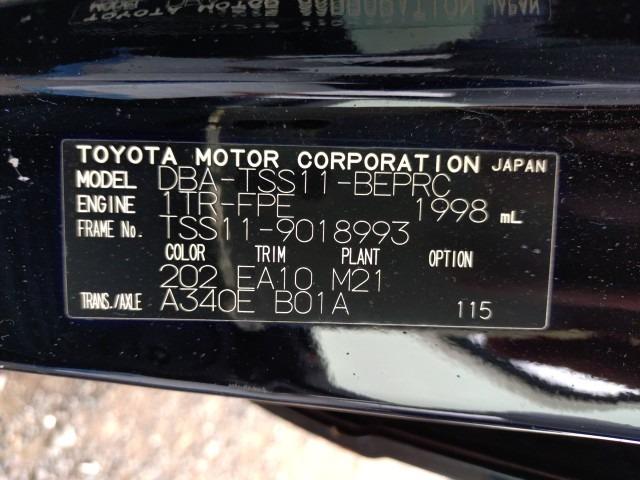 TOYOTA MOTOR CORPORATION JAPAN
MODEL DBA-TSS11-BEPRC
ENGINE 1TR-FPE 1998 mL
FRAME No. TSS11-9018993
COLOR TRIM PLANT OPTION
202 EA10 M21
TRANS./AXLE A340E B01A 115